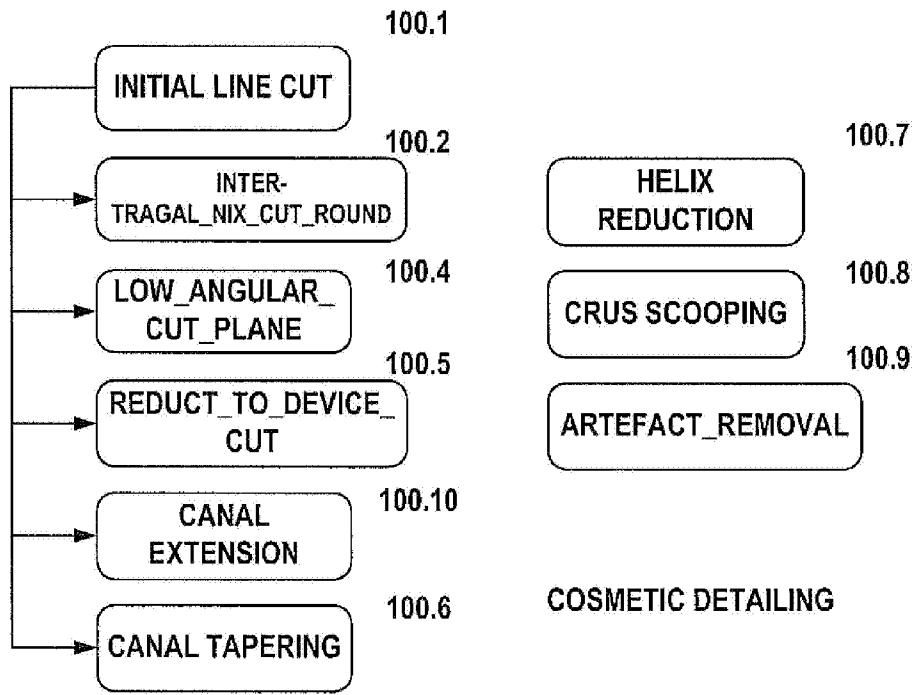 100.1
INITIAL LINE CUT
100.2
INTER-
TRAGAL_NIX_CUT_ROUND
100.4
LOW_ANGULAR_
CUT_PLANE
100.5
REDUCT_TO_DEVICE_
CUT
100.10
CANAL
EXTENSION
100.6
CANAL TAPERING
100.7
HELIX
REDUCTION
100.8
CRUS SCOOPING
100.9
ARTEFACT_REMOVAL
COSMETIC DETAILING